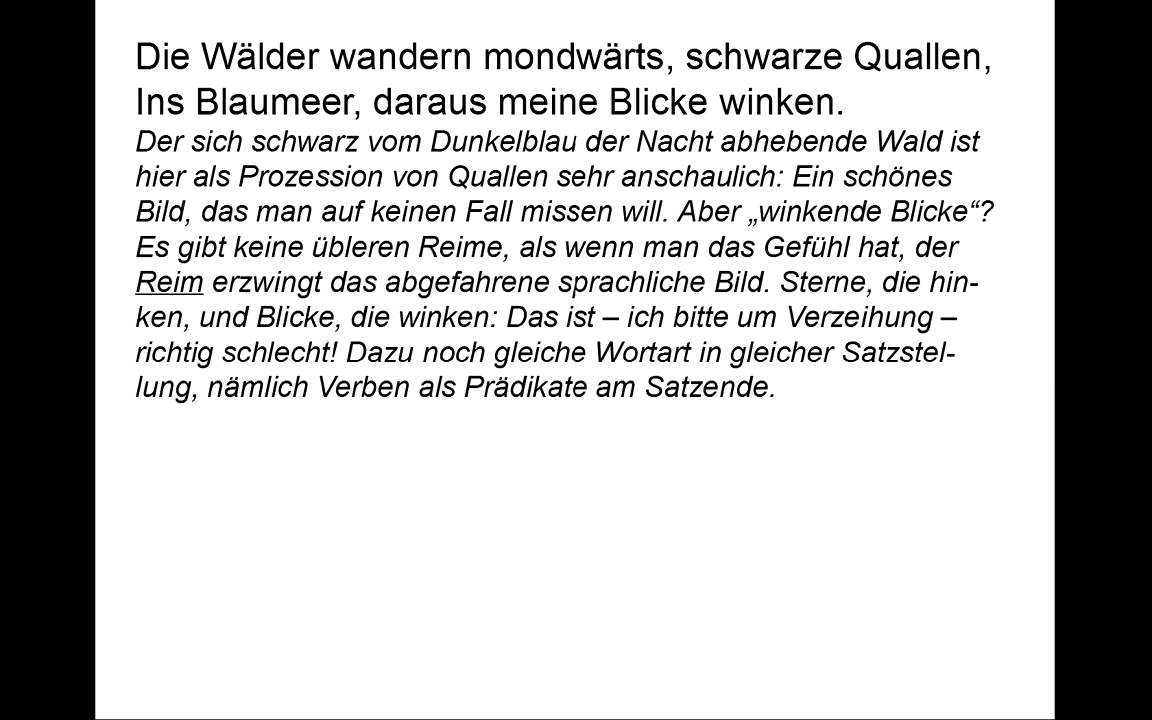 Die Wälder wandern mondwärts, schwarze Quallen,
Ins Blaumeer, daraus meine Blicke winken.
Der sich schwarz vom Dunkelblau der Nacht abhebende Wald ist
hier als Prozession von Quallen sehr anschaulich: Ein schönes
Bild, das man auf keinen Fall missen will. Aber „winkende Blicke“?
Es gibt keine übleren Reime, als wenn man das Gefühl hat, der
Reim erzwingt das abgefahrene sprachliche Bild. Sterne, die hin-
ken, und Blicke, die winken: Das ist – ich bitte um Verzeihung –
richtig schlecht! Dazu noch gleiche Wortart in gleicher Satzstel-
lung, nämlich Verben als Prädikate am Satzende.